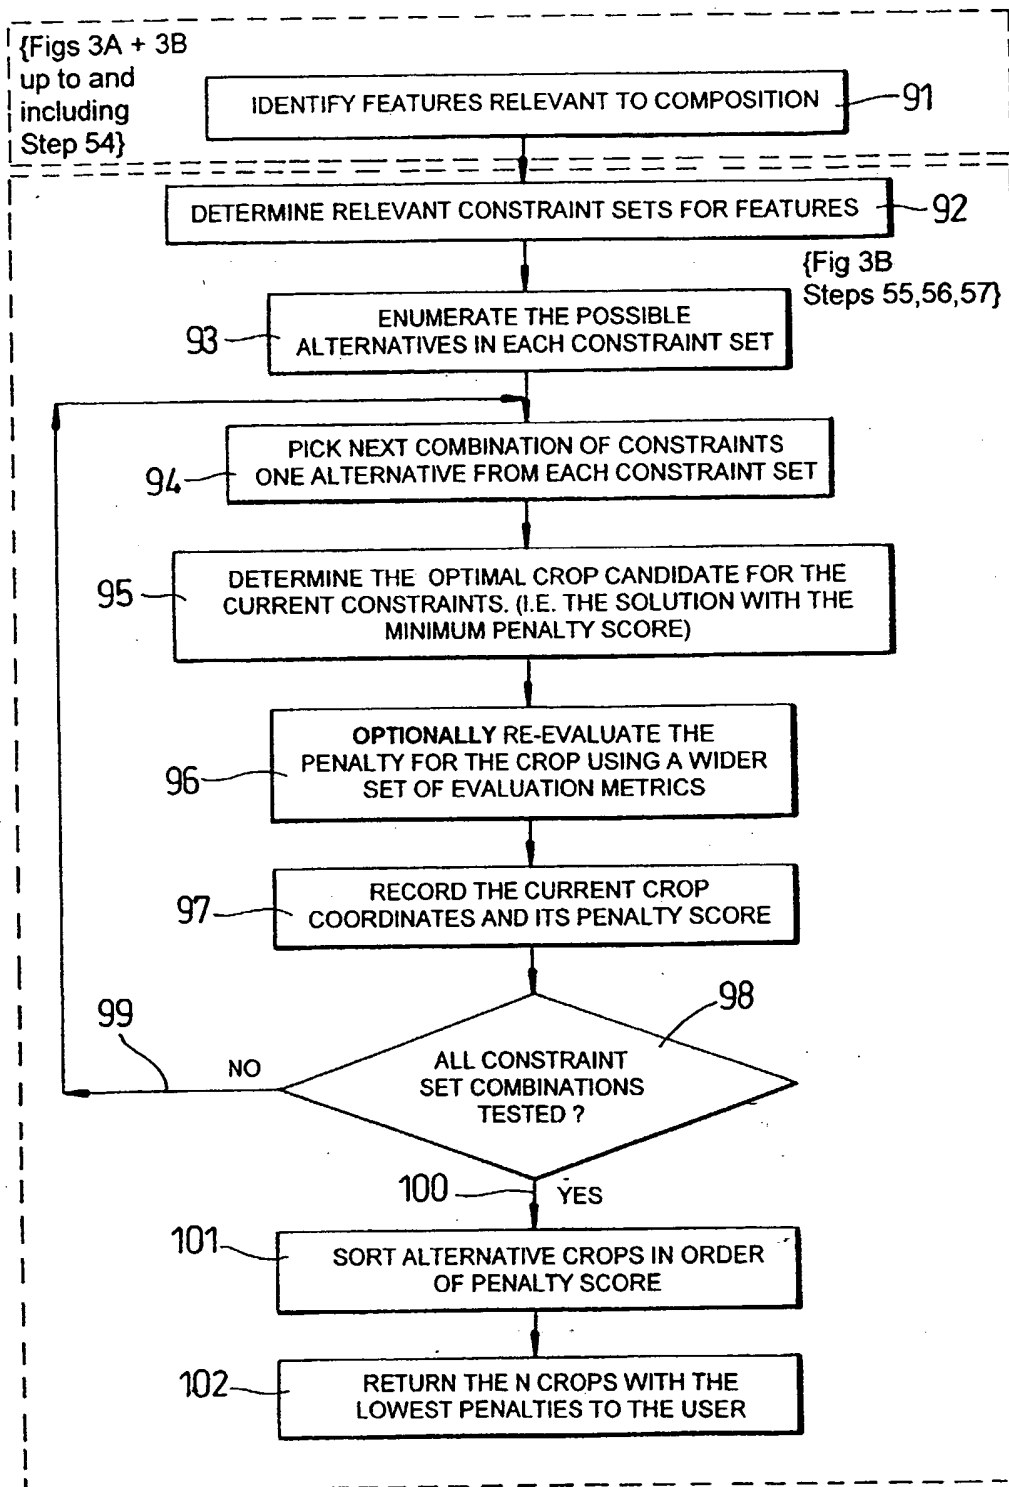 {Figs 3A + 3B
up to and
including
Step 54}
IDENTIFY FEATURES RELEVANT TO COMPOSITION
91
DETERMINE RELEVANT CONSTRAINT SETS FOR FEATURES
92
{Fig 3B
Steps 55,56,57}
93
ENUMERATE THE POSSIBLE
ALTERNATIVES IN EACH CONSTRAINT SET
94
PICK NEXT COMBINATION OF CONSTRAINTS
ONE ALTERNATIVE FROM EACH CONSTRAINT SET
95
DETERMINE THE OPTIMAL CROP CANDIDATE FOR THE
CURRENT CONSTRAINTS. (I.E. THE SOLUTION WITH THE
MINIMUM PENALTY SCORE)
96
OPTIONALLY RE-EVALUATE THE
PENALTY FOR THE CROP USING A WIDER
SET OF EVALUATION METRICS
97
RECORD THE CURRENT CROP
COORDINATES AND ITS PENALTY SCORE
98
99
NO
ALL CONSTRAINT
SET COMBINATIONS
TESTED ?
100
YES
101
SORT ALTERNATIVE CROPS IN ORDER
OF PENALTY SCORE
102
RETURN THE N CROPS WITH THE
LOWEST PENALTIES TO THE USER